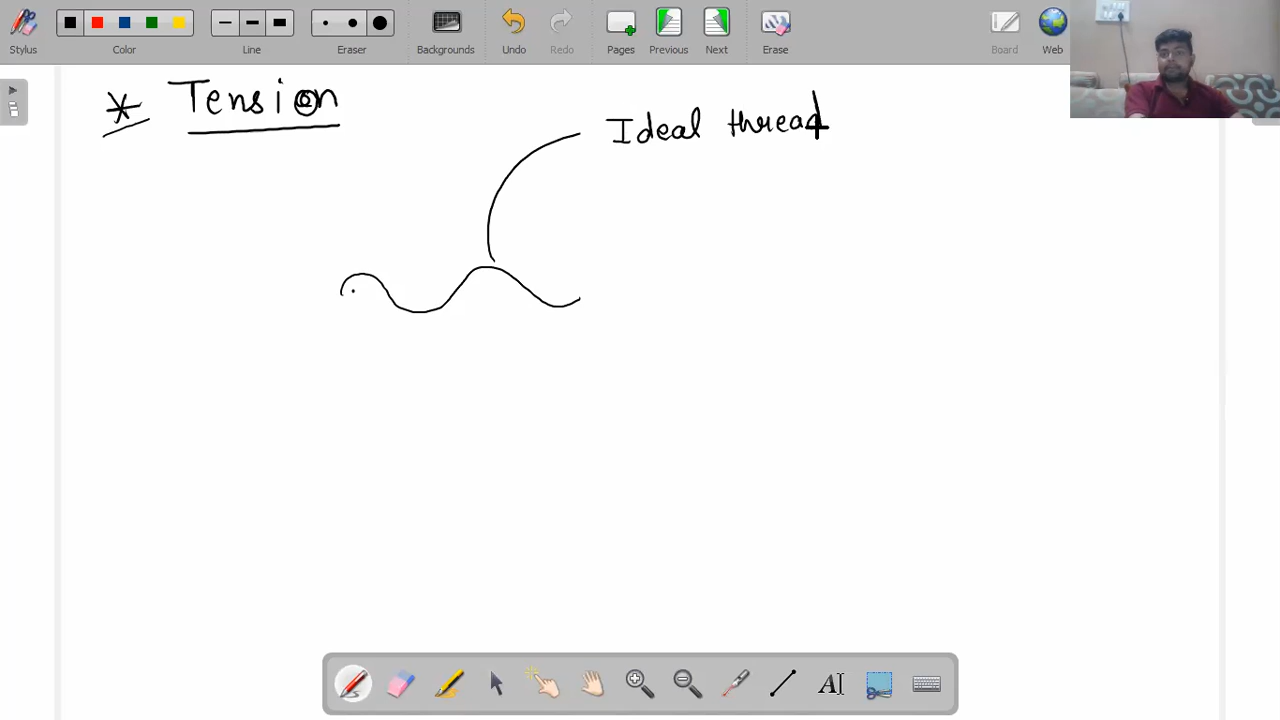 Stylus Color Line Eraser Backgrounds Undo Redo Pages Previous Next Erase Board Web
* Tension
Ideal thread